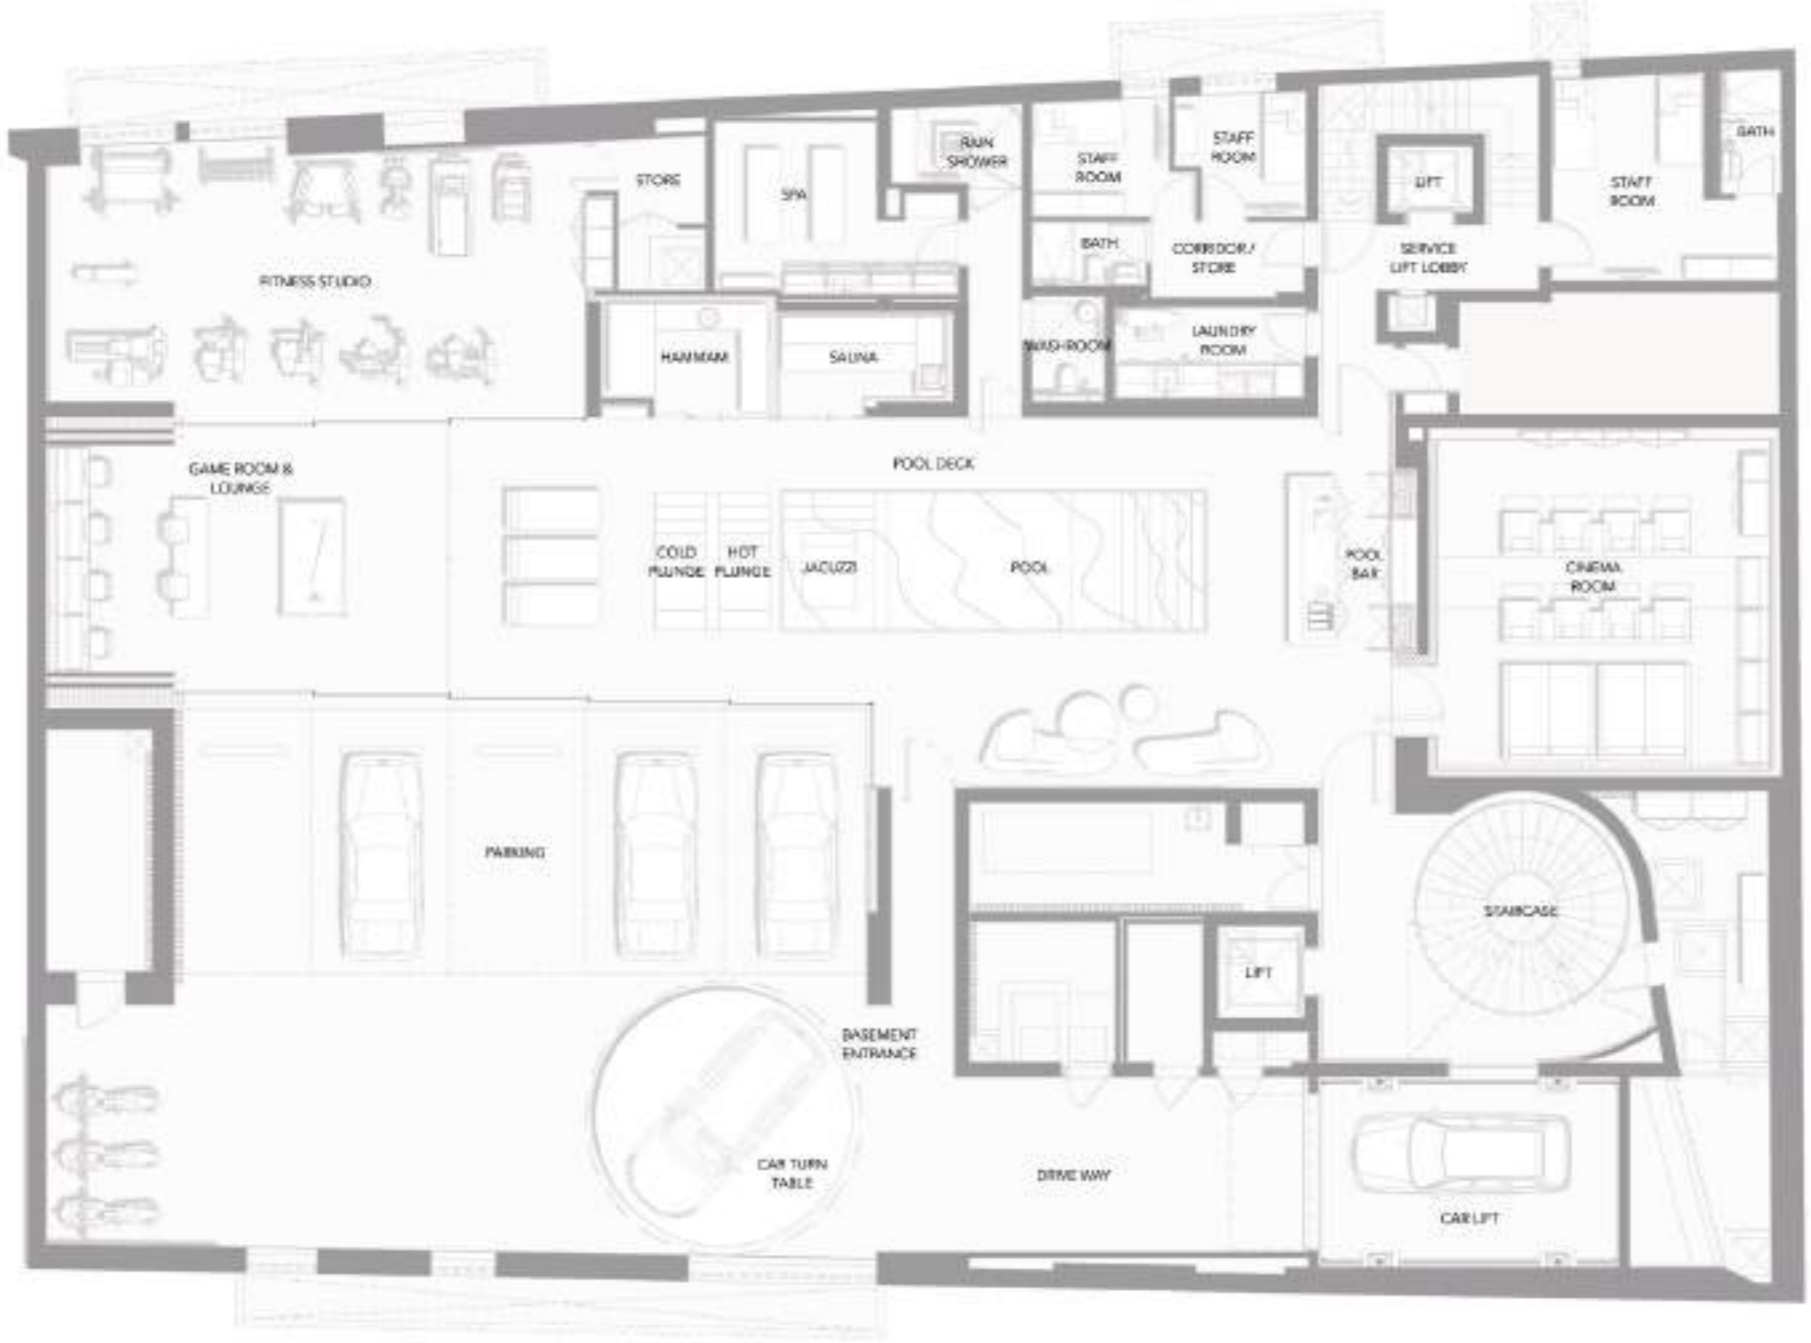 RAIN
SHOWER
STAFF
ROOM
STAFF
ROOM
BATH
STORE
SPA
LIFT
STAFF
ROOM
BATH
CORRIDOR /
STORE
SERVICE
LIFT LOBBY
FITNESS STUDIO
HAMMAM
SAUNA
WASHROOM
LAUNDRY
ROOM
GAME ROOM &
LOUNGE
POOL DECK
COLD
PLUNGE
HOT
PLUNGE
JACUZZI
POOL
POOL
BAR
CINEMA
ROOM
PARKING
STAIRCASE
LIFT
BASEMENT
ENTRANCE
CAR TURN
TABLE
DRIVE WAY
CAR LIFT